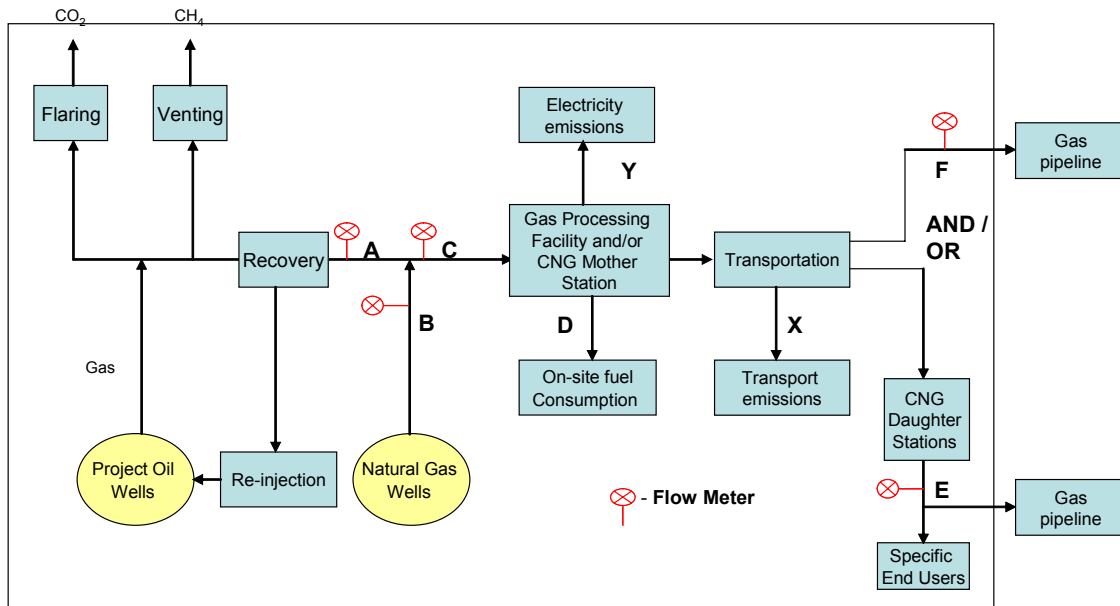 CO2
CH4
Flaring
Venting
Electricity
emissions
Gas
pipeline
F
Y
AND /
OR
Gas Processing
Facility and/or
CNG Mother
Station
Transportation
Recovery
A
C
B
D
X
On-site fuel
Consumption
Transport
emissions
Gas
CNG
Daughter
Stations
Project Oil
Wells
Re-injection
Natural Gas
Wells
- Flow Meter
E
Gas
pipeline
Specific
End Users